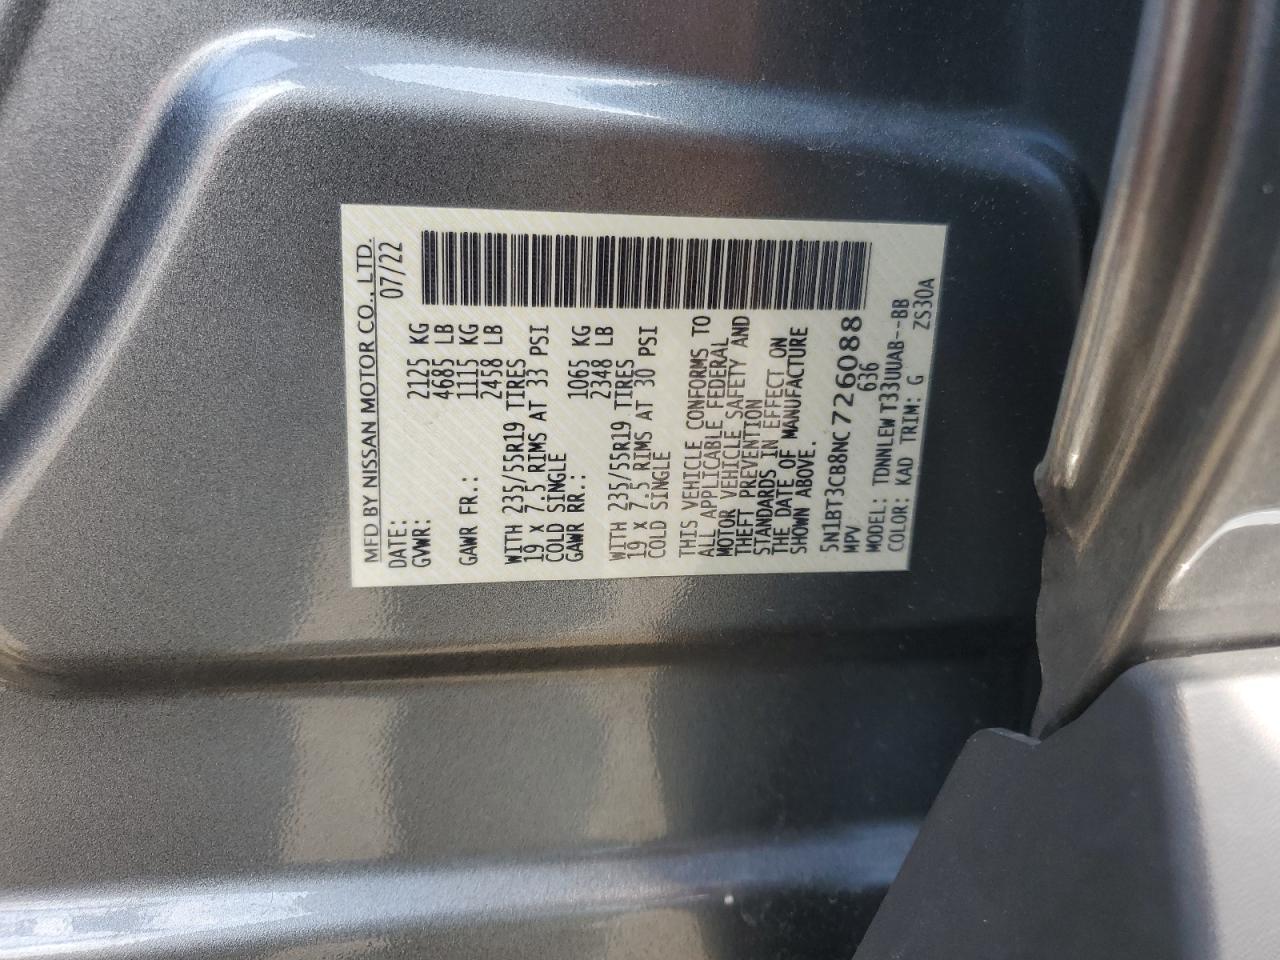 MFD BY NISSAN MOTOR CO., LTD.
DATE: 07/22
GVWR: 2125 KG
4685 LB
GAWR FR.: 1115 KG
2458 LB
WITH 235/55R19 TIRES
19 X 7.5 RIMS AT 33 PSI
COLD SINGLE
GAWR RR.: 1065 KG
2348 LB
WITH 235/55R19 TIRES
19 X 7.5 RIMS AT 30 PSI
COLD SINGLE
THIS VEHICLE CONFORMS TO
ALL APPLICABLE FEDERAL
MOTOR VEHICLE SAFETY AND
THEFT PREVENTION
STANDARDS IN EFFECT ON
THE DATE OF MANUFACTURE
SHOWN ABOVE.
5N1BT3CB8NC726088
MPV 636
MODEL: TDNNLEW T33UUAB--BB
COLOR: KAD TRIM: G ZS30A